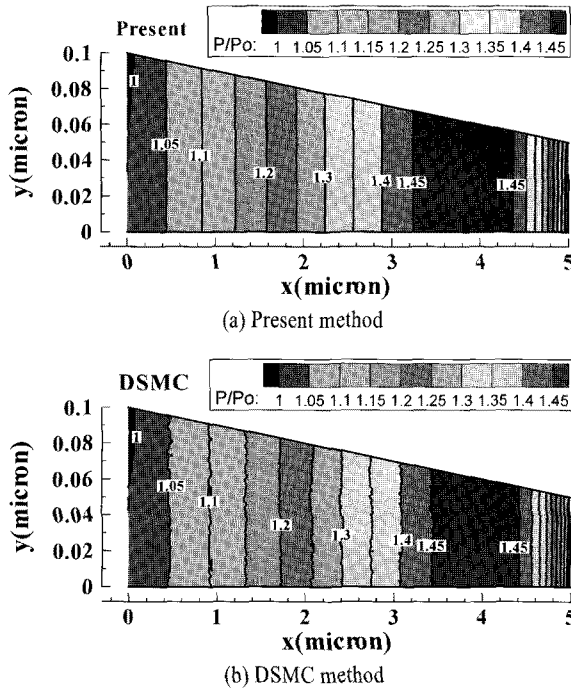 Present
P/Po: 1 1.05 1.1 1.15 1.2 1.25 1.3 1.35 1.4 1.45
0.1
0.08
0.06
0.04
0.02
0
y(micron)
1
1.05
1.1
1.2
1.3
1.4
1.45
1.45
0 1 2 3 4 5
x(micron)
(a) Present method
DSMC
P/Po: 1 1.05 1.1 1.15 1.2 1.25 1.3 1.35 1.4 1.45
0.1
0.08
0.06
0.04
0.02
0
y(micron)
1
1.05
1.1
1.2
1.3
1.4
1.45
1.45
0 1 2 3 4 5
x(micron)
(b) DSMC method